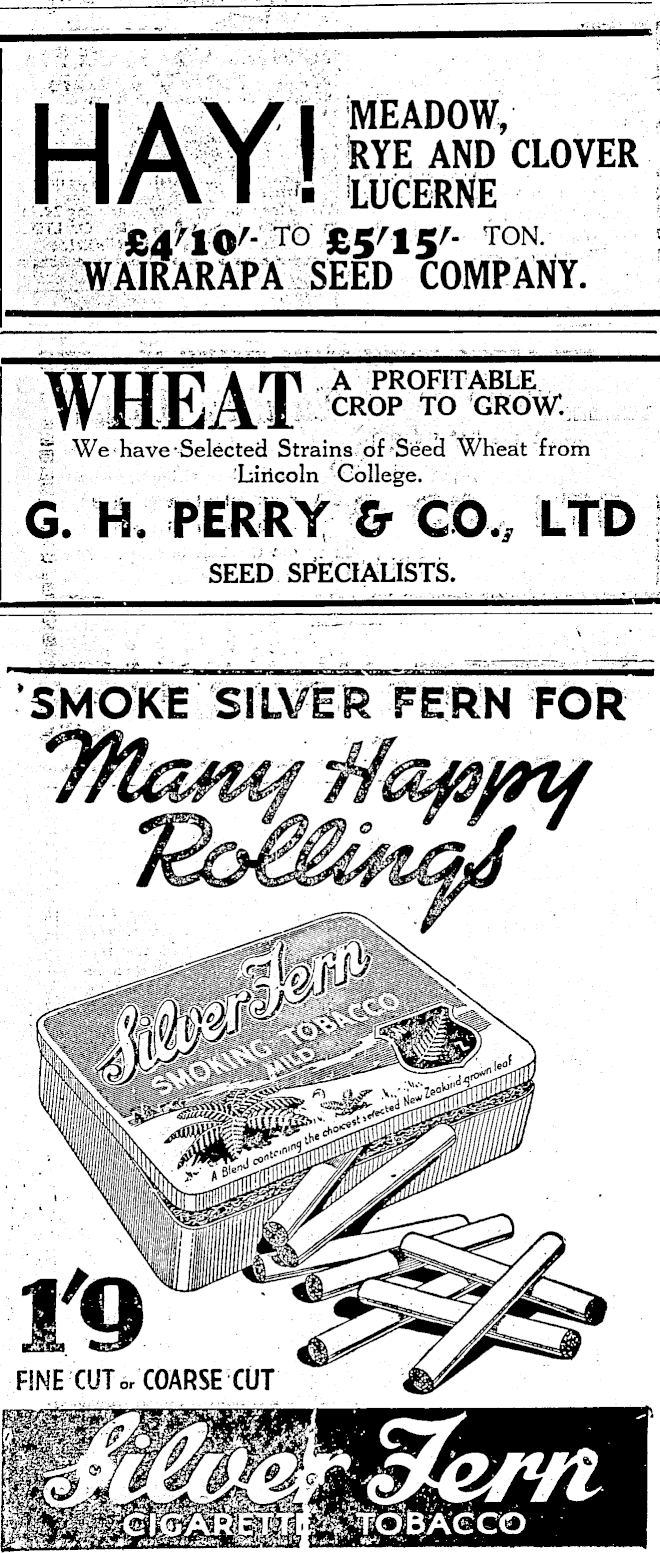 HAY!
MEADOW,
RYE AND CLOVER
LUCERNE
£4/10/- TO £5/15/- TON.
WAIRARAPA SEED COMPANY.
WHEAT
A PROFITABLE
CROP TO GROW.
We have Selected Strains of Seed Wheat from
Lincoln College.
G. H. PERRY & CO., LTD
SEED SPECIALISTS.
SMOKE SILVER FERN FOR
Many Happy
Rollings
Silver Fern
SMOKING TOBACCO
MILD
N Z
A Blend containing the choicest selected New Zealand grown leaf
1'9
FINE CUT or COARSE CUT
Silver Fern
CIGARETTE TOBACCO